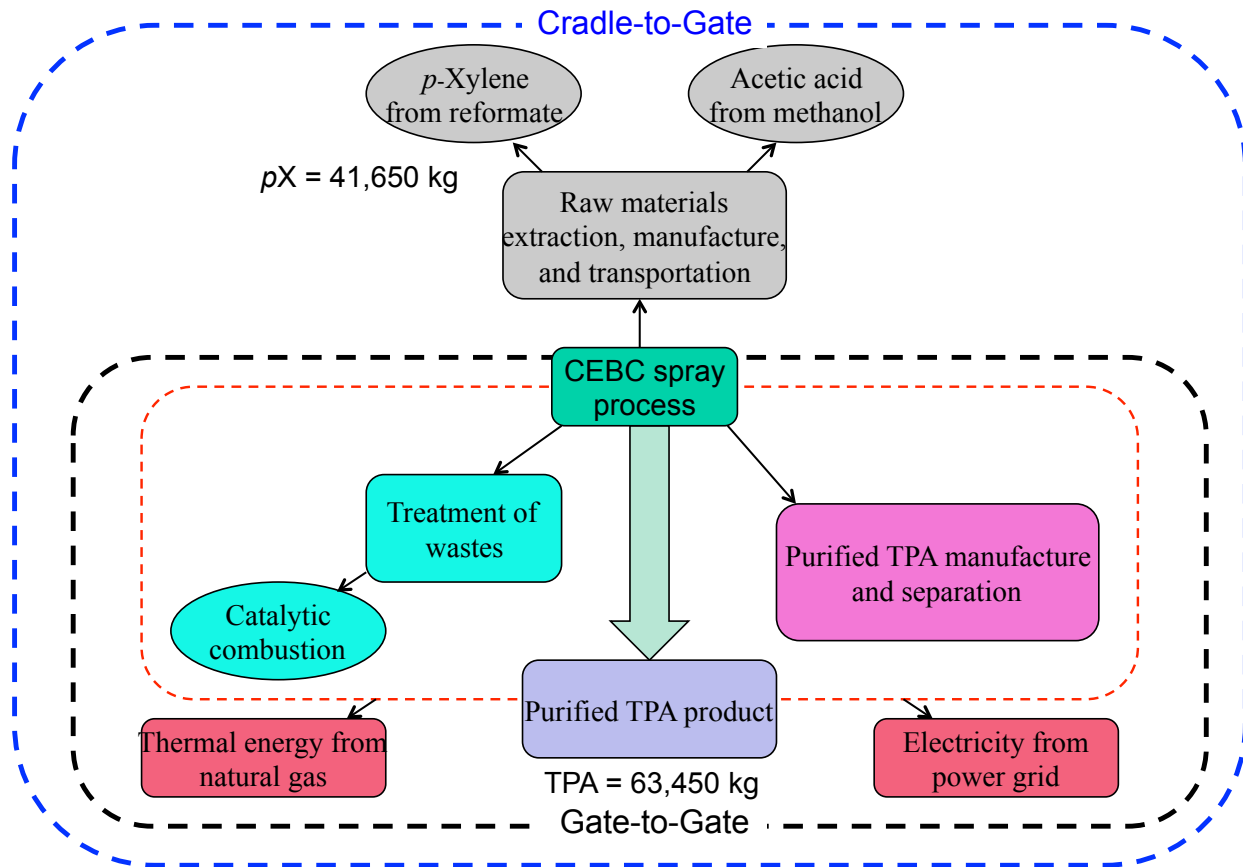 Cradle-to-Gate
p-Xylene
from reformate
Acetic acid
from methanol
pX = 41,650 kg
Raw materials
extraction, manufacture,
and transportation
CEBC spray
process
Treatment of
wastes
Purified TPA manufacture
and separation
Catalytic
combustion
Purified TPA product
Thermal energy from
natural gas
Electricity from
power grid
TPA = 63,450 kg
Gate-to-Gate